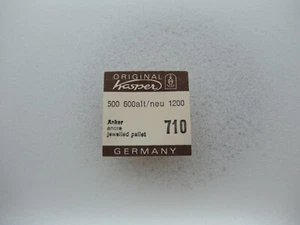 ORIGINAL
Kasper
500 600alt/neu 1200
Anker
ancre
jewelled pallet
710
GERMANY